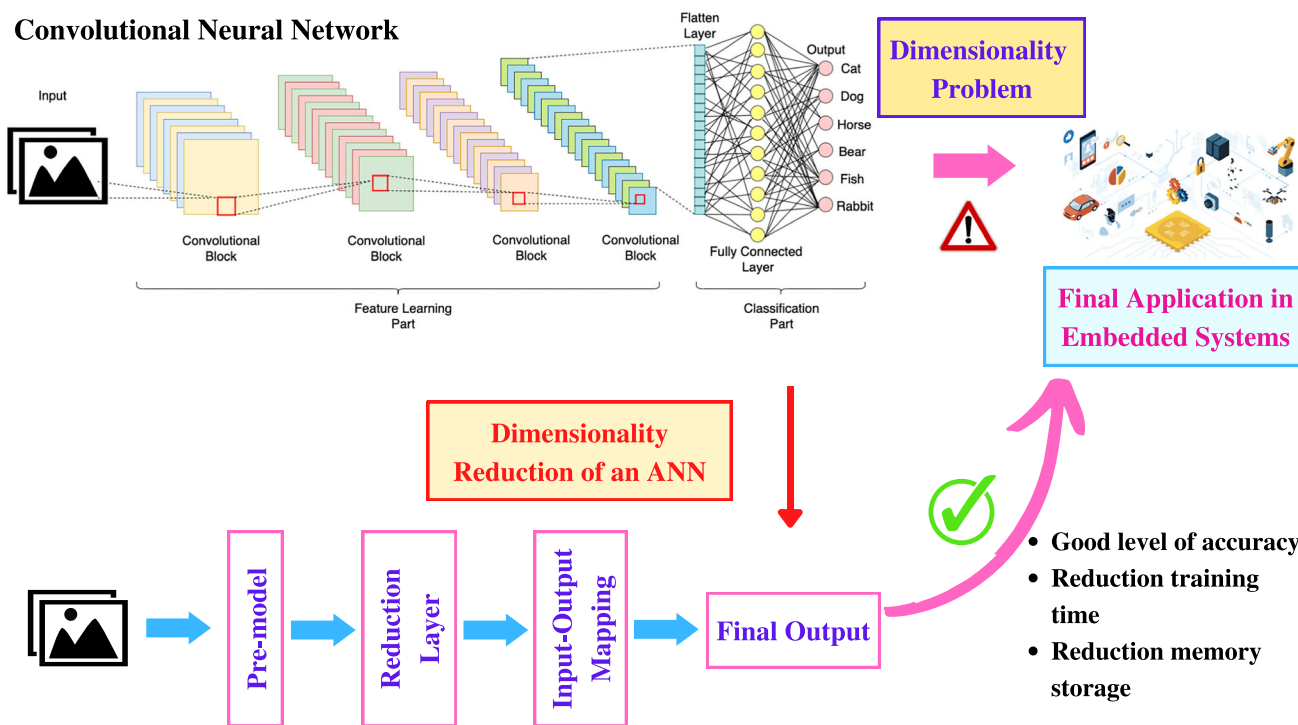 Convolutional Neural Network
Input
Convolutional
Block
Convolutional
Block
Convolutional
Block
Convolutional
Block
Feature Learning
Part
Flatten
Layer
Fully Connected
Layer
Output
Cat
Dog
Horse
Bear
Fish
Rabbit
Classification
Part
Dimensionality
Problem
Final Application in
Embedded Systems
Dimensionality
Reduction of an ANN
Pre-model
Reduction
Layer
Input-Output
Mapping
Final Output
• Good level of accuracy
• Reduction training
time
• Reduction memory
storage